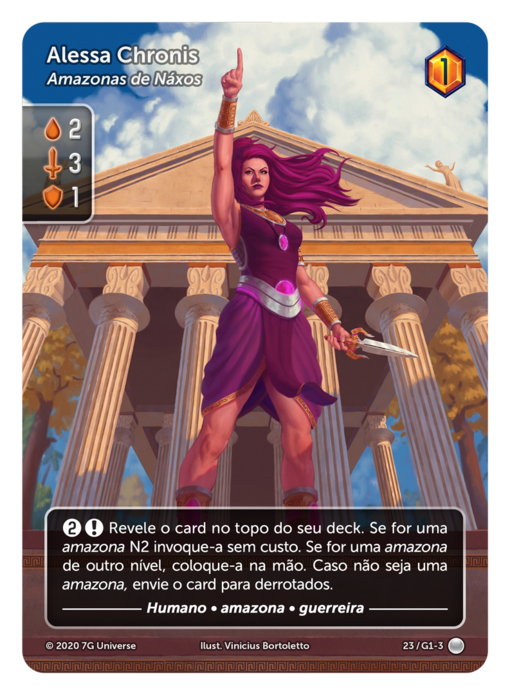 Alessa Chronis
1
Amazonas de Náxos
2
3
1
2 ! Revele o card no topo do seu deck. Se for uma
amazona N2 invoque-a sem custo. Se for uma amazona
de outro nível, coloque-a na mão. Caso não seja uma
amazona, envie o card para derrotados.
Humano • amazona • guerreira
© 2020 7G Universe Ilust. Vinicius Bortoletto 23 / G1-3